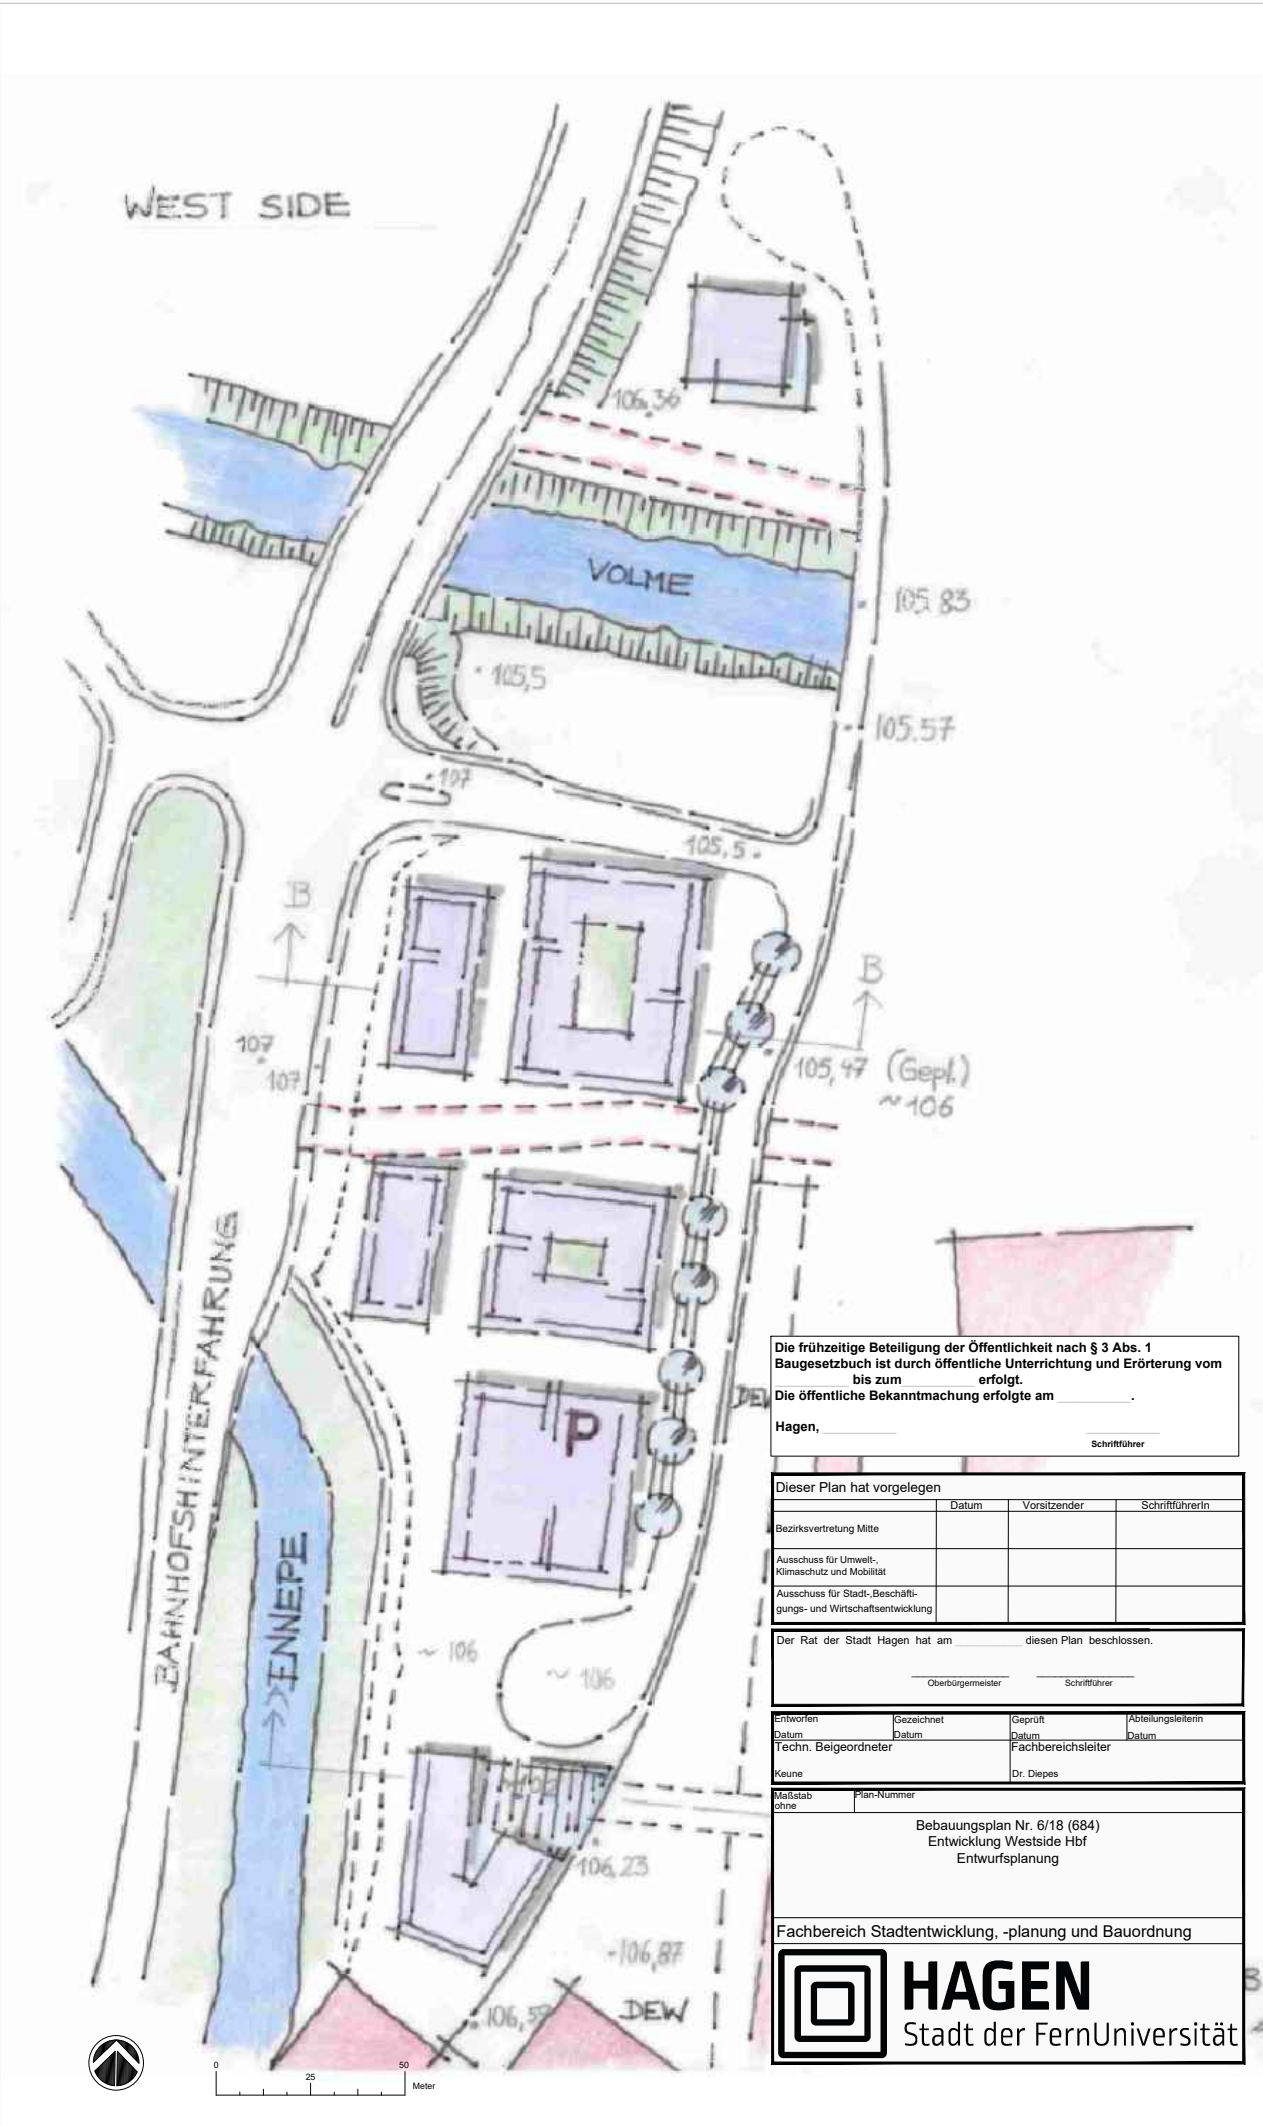 WEST SIDE
106,36
VOLME
105.83
105,5
105.57
107
105,5
B
B
107
107
105,47 (Gepl.)
~106
BAHNHOFSHINTERFAHRUNG
P
ENNEPE
~ 106
~ 106
106,23
106,87
DEW
Die frühzeitige Beteiligung der Öffentlichkeit nach § 3 Abs. 1
Baugesetzbuch ist durch öffentliche Unterrichtung und Erörterung vom
__________ bis zum__________ erfolgt.
Die öffentliche Bekanntmachung erfolgte am __________.
Hagen, __________
Schriftführer
Dieser Plan hat vorgelegen
Datum Vorsitzender SchriftführerIn
Bezirksvertretung Mitte
Ausschuss für Umwelt-,
Klimaschutz und Mobilität
Ausschuss für Stadt-,Beschäfti-
gungs- und Wirtschaftsentwicklung
Der Rat der Stadt Hagen hat am __________ diesen Plan beschlossen.
Oberbürgermeister Schriftführer
Entworfen Gezeichnet Geprüft Abteilungsleiterin
Datum Datum Datum Datum
Techn. Beigeordneter Fachbereichsleiter
Keune Dr. Diepes
Maßstab Plan-Nummer
ohne
Bebauungsplan Nr. 6/18 (684)
Entwicklung Westside Hbf
Entwurfsplanung
Fachbereich Stadtentwicklung, -planung und Bauordnung
HAGEN
Stadt der FernUniversität
0 25 50
Meter